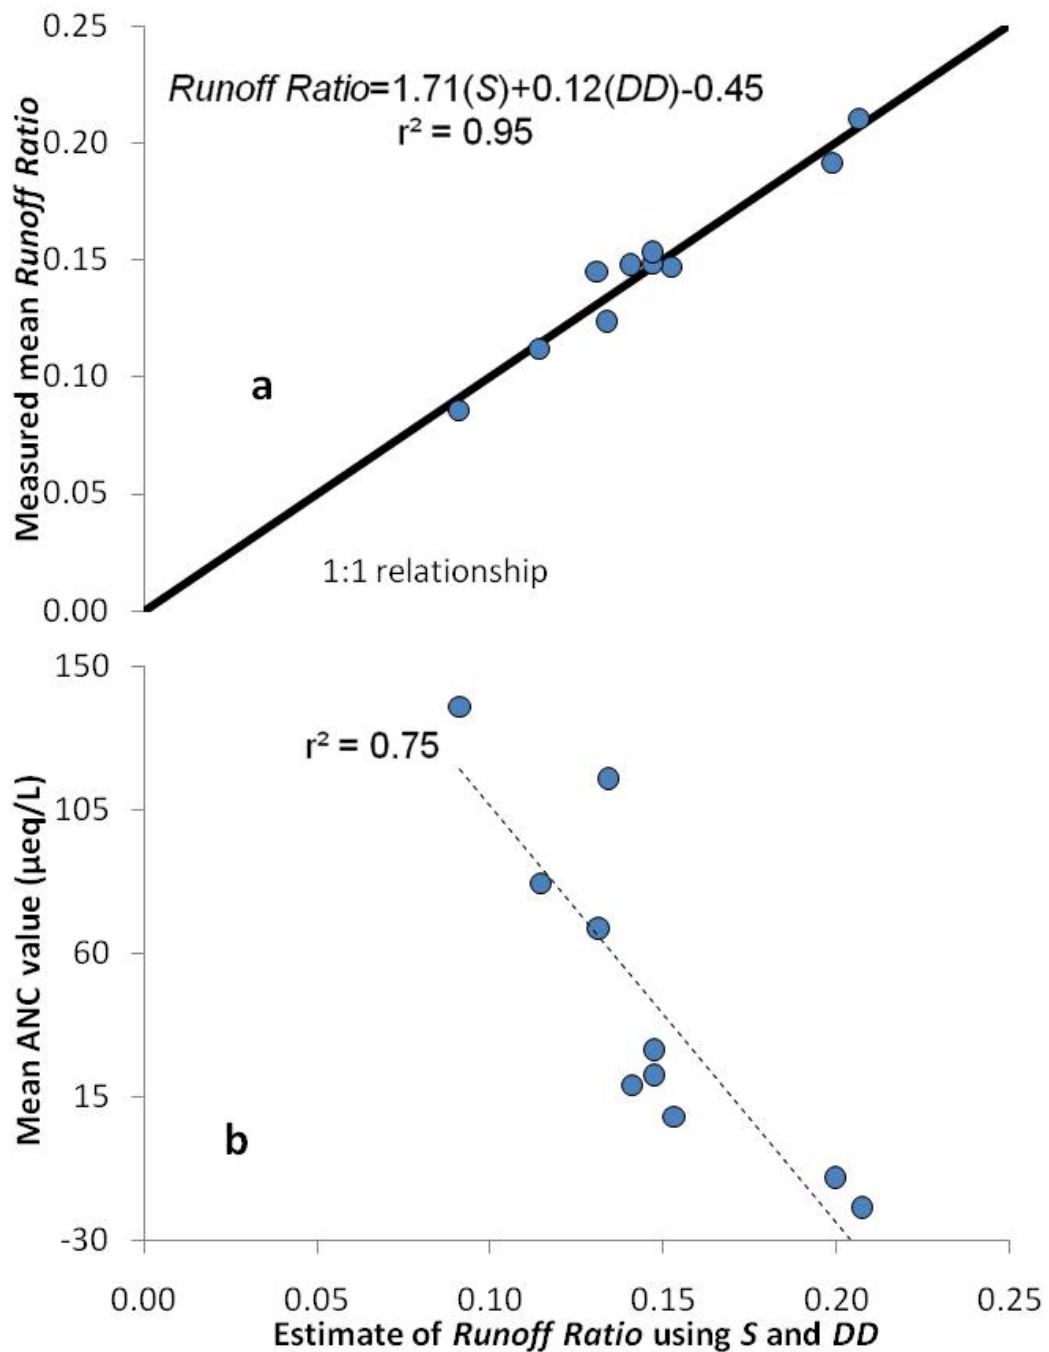 0.25
Runoff Ratio=1.71(S)+0.12(DD)-0.45
r² = 0.95
0.20
0.15
0.10
0.05
0.00
Measured mean Runoff Ratio
a
1:1 relationship
150
105
60
15
-30
Mean ANC value (µeq/L)
r² = 0.75
b
0.00 0.05 0.10 0.15 0.20 0.25
Estimate of Runoff Ratio using S and DD